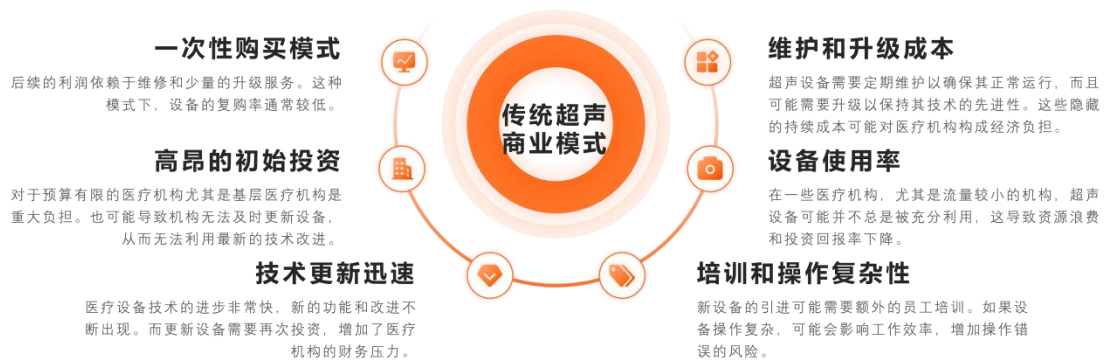 传统超声
商业模式
一次性购买模式
后续的利润依赖于维修和少量的升级服务。这种
模式下，设备的复购率通常较低。
高昂的初始投资
对于预算有限的医疗机构尤其是基层医疗机构是
重大负担。也可能导致机构无法及时更新设备，
从而无法利用最新的技术改进。
技术更新迅速
医疗设备技术的进步非常快，新的功能和改进不
断出现。而更新设备需要再次投资，增加了医疗
机构的财务压力。
维护和升级成本
超声设备需要定期维护以确保其正常运行，而且
可能需要升级以保持其技术的先进性。这些隐藏
的持续成本可能对医疗机构构成经济负担。
设备使用率
在一些医疗机构，尤其是流量较小的机构，超声
设备可能并不总是被充分利用，这导致资源浪费
和投资回报率下降。
培训和操作复杂性
新设备的引进可能需要额外的员工培训。如果设
备操作复杂，可能会影响工作效率，增加操作错
误的风险。